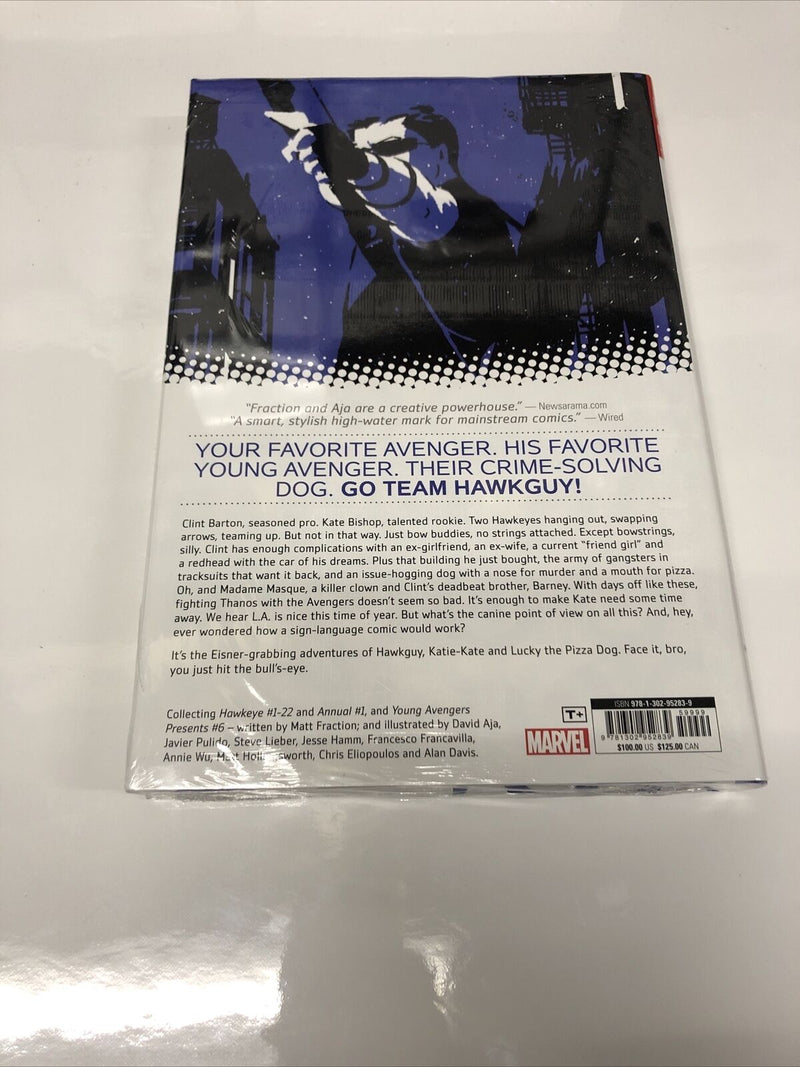 “Fraction and Aja are a creative powerhouse.” — Newsarama.com
“A smart, stylish high-water mark for mainstream comics.” — Wired
YOUR FAVORITE AVENGER. HIS FAVORITE
YOUNG AVENGER. THEIR CRIME-SOLVING
DOG. GO TEAM HAWKGUY!
Clint Barton, seasoned pro. Kate Bishop, talented rookie. Two Hawkeyes hanging out, swapping
arrows, teaming up. But not in that way. Just bow buddies, no strings attached. Except bowstrings,
silly. Clint has enough complications with an ex-girlfriend, an ex-wife, a current “friend girl” and
a redhead with the car of his dreams. Plus that building he just bought, the army of gangsters in
tracksuits that want it back, and an issue-hogging dog with a nose for murder and a mouth for pizza.
Oh, and Madame Masque, a killer clown and Clint’s deadbeat brother, Barney. With days off like these,
fighting Thanos with the Avengers doesn’t seem so bad. It’s enough to make Kate need some time
away. We hear L.A. is nice this time of year. But what’s the canine point of view on all this? And, hey,
ever wondered how a sign-language comic would work?
It’s the Eisner-grabbing adventures of Hawkguy, Katie-Kate and Lucky the Pizza Dog. Face it, bro,
you just hit the bull’s-eye.
Collecting Hawkeye #1-22 and Annual #1, and Young Avengers
Presents #6 – written by Matt Fraction; and illustrated by David Aja,
Javier Pulido, Steve Lieber, Jesse Hamm, Francesco Francavilla,
Annie Wu, Matt Hollingsworth, Chris Eliopoulos and Alan Davis.
T+
MARVEL
ISBN 978-1-302-95283-9
59999
9 781302 952839
$100.00 US $125.00 CAN